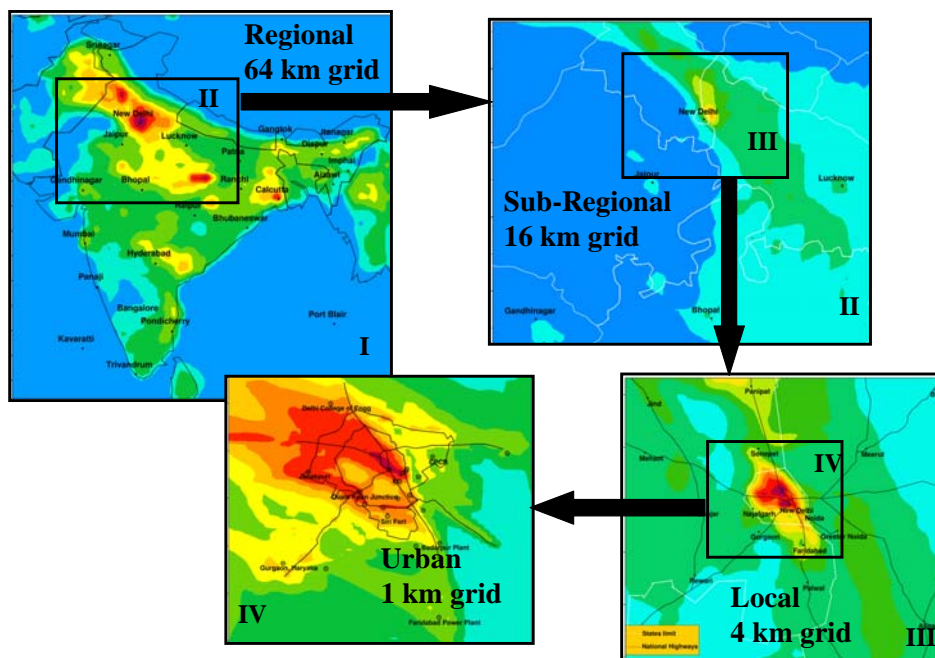 Regional
64 km grid
Srinagar
II
New Delhi
Jaipur
Lucknow
Gangtok
Itanagar
Dispur
Patna
Imphal
Aizawl
Gandhinagar
Bhopal
Ranchi
Calcutta
Raipur
Bhubaneswar
Mumbai
Hyderabad
Panaji
Bangalore
Port Blair
Pondicherry
Kavaratti
I
Trivandrum
New Delhi
III
Jaipur
Lucknow
Sub-Regional
16 km grid
Gandhinagar
Bhopal
II
Delhi College of Engg
Siri Fort
Badarpur Plant
Gurgaon, Haryana
Urban
1 km grid
IV
Faridabad Power Plant
Panipat
Jind
Sonepat
IV
Meerut
Najafgarh
New Delhi
Noida
Gurgaon
Greater Noida
Faridabad
Rewari
Palwal
Local
4 km grid
III
States limit
National Highways